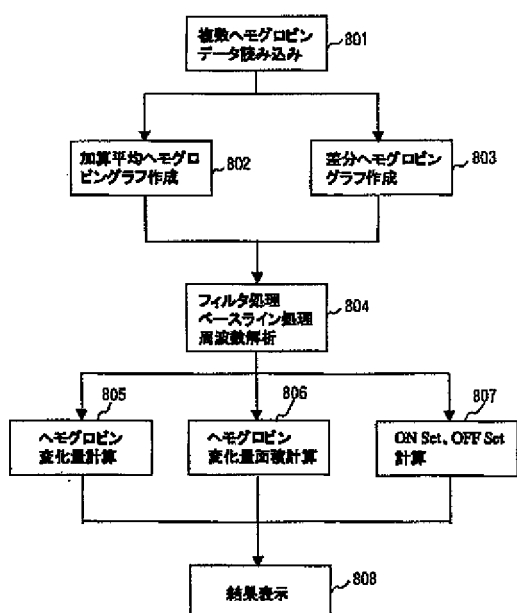 複数ヘモグロビン
データ読み込み
801
加算平均ヘモグロ
ビングラフ作成
802
差分ヘモグロビン
グラフ作成
803
フィルタ処理
ベースライン処理
周波数解析
804
805
ヘモグロビン
変化量計算
806
ヘモグロビン
変化量面積計算
807
ON Set、OFF Set
計算
結果表示
808